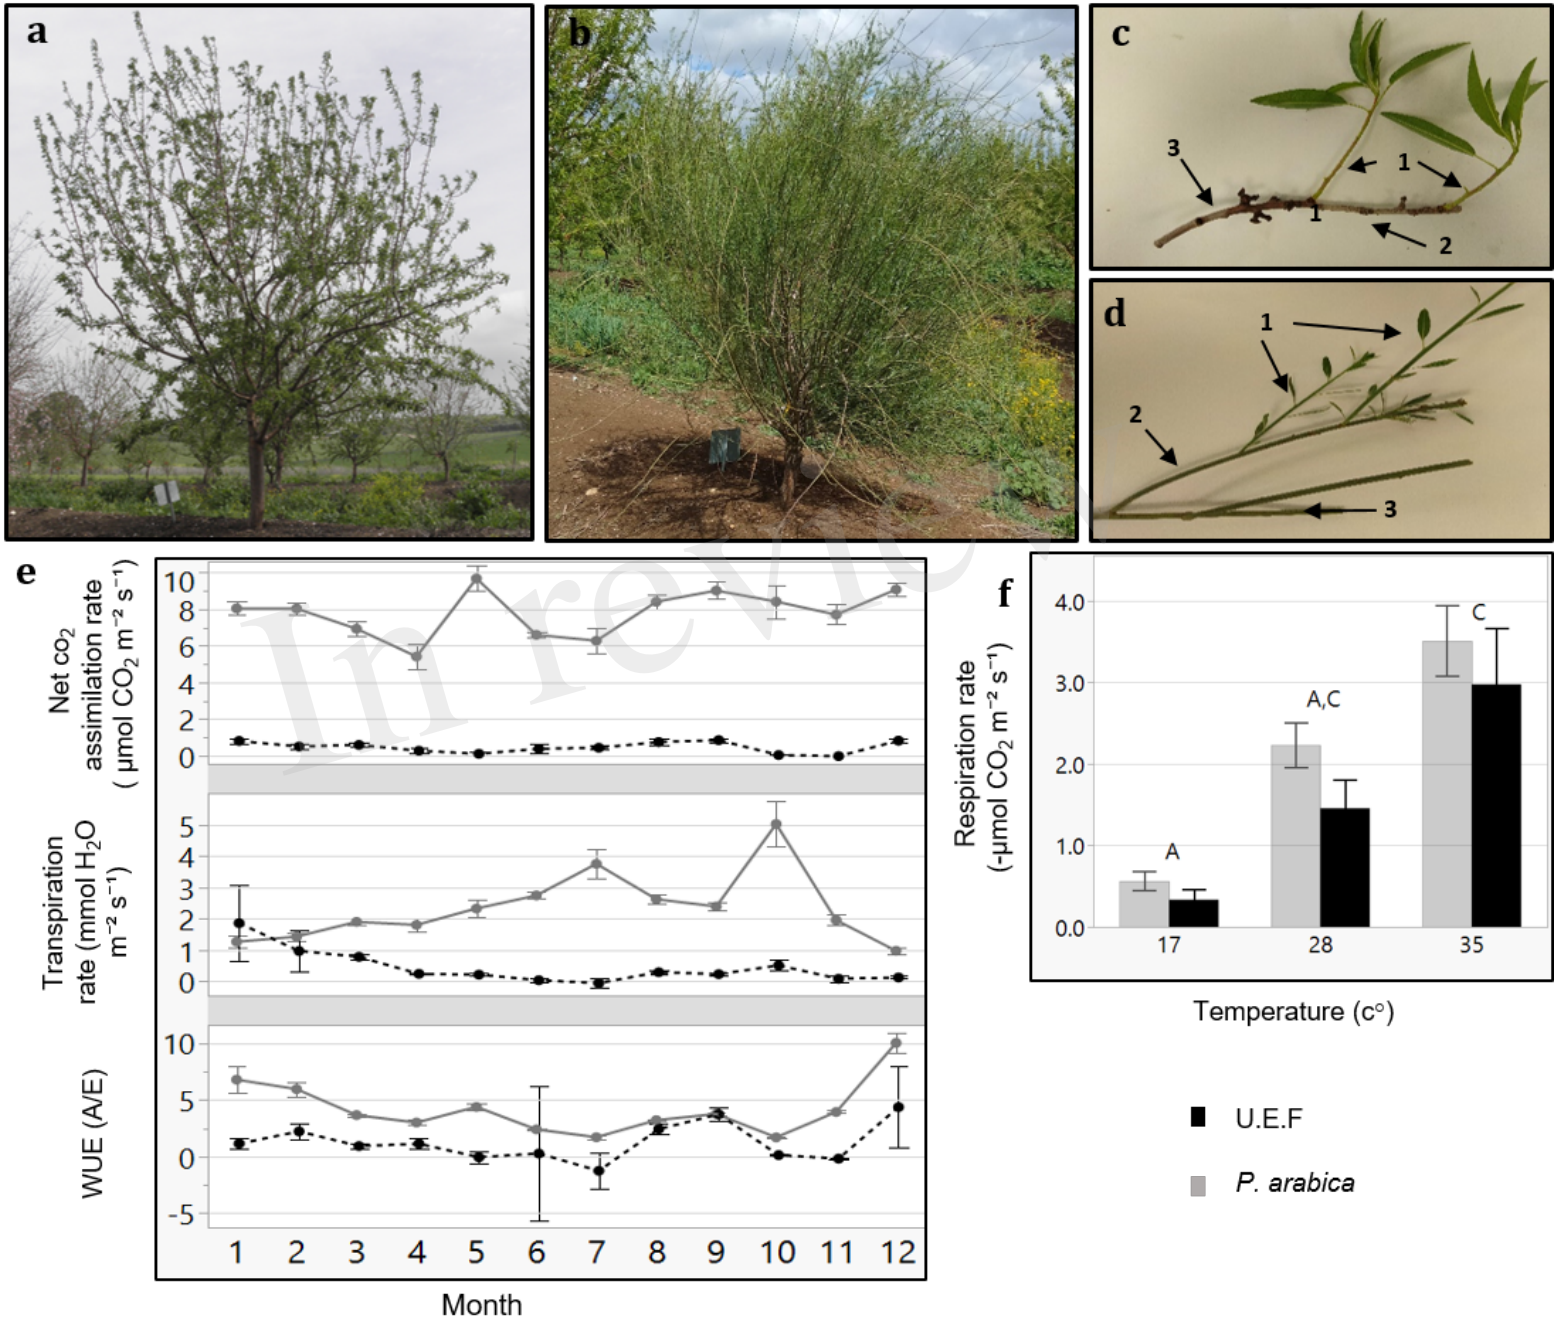 a
b
c
3
1
1
2
d
1
2
3
e
Net co₂
assimilation rate
( µmol CO₂ m⁻² s⁻¹)
10
8
6
4
2
0
Transpiration
rate (mmol H₂O
m⁻² s⁻¹)
5
4
3
2
1
0
WUE (A/E)
10
5
0
-5
1 2 3 4 5 6 7 8 9 10 11 12
Month
In review
f
Respiration rate
(-µmol CO₂ m⁻² s⁻¹)
4.0
3.0
2.0
1.0
0.0
A
A,C
C
17 28 35
Temperature (c°)
U.E.F
P. arabica